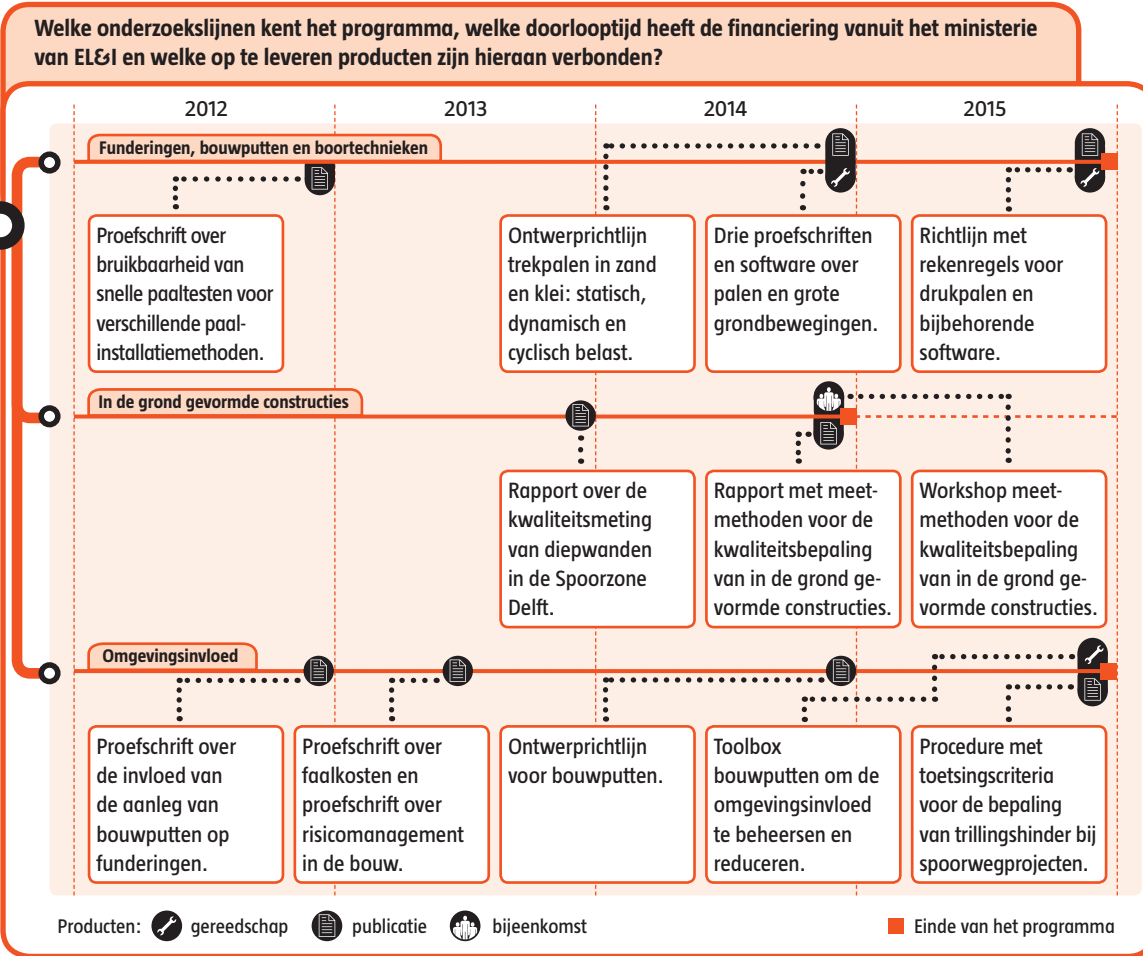 Welke onderzoekslijnen kent het programma, welke doorlooptijd heeft de financiering vanuit het ministerie
van EL&I en welke op te leveren producten zijn hieraan verbonden?
2012
2013
2014
2015
Funderingen, bouwputten en boortechnieken
Proefschrift over
bruikbaarheid van
snelle paaltesten voor
verschillende paal-
installatiemethoden.
Ontwerprichtlijn
trekpalen in zand
en klei: statisch,
dynamisch en
cyclisch belast.
Drie proefschriften
en software over
palen en grote
grondbewegingen.
Richtlijn met
rekenregels voor
drukpalen en
bijbehorende
software.
In de grond gevormde constructies
Rapport over de
kwaliteitsmeting
van diepwanden
in de Spoorzone
Delft.
Rapport met meet-
methoden voor de
kwaliteitsbepaling
van in de grond ge-
vormde constructies.
Workshop meet-
methoden voor de
kwaliteitsbepaling
van in de grond ge-
vormde constructies.
Omgevingsinvloed
Proefschrift over
de invloed van
de aanleg van
bouwputten op
funderingen.
Proefschrift over
faalkosten en
proefschrift over
risicomanagement
in de bouw.
Ontwerprichtlijn
voor bouwputten.
Toolbox
bouwputten om de
omgevingsinvloed
te beheersen en
reduceren.
Procedure met
toetsingscriteria
voor de bepaling
van trillingshinder bij
spoorwegprojecten.
Producten: gereedschap publicatie bijeenkomst Einde van het programma